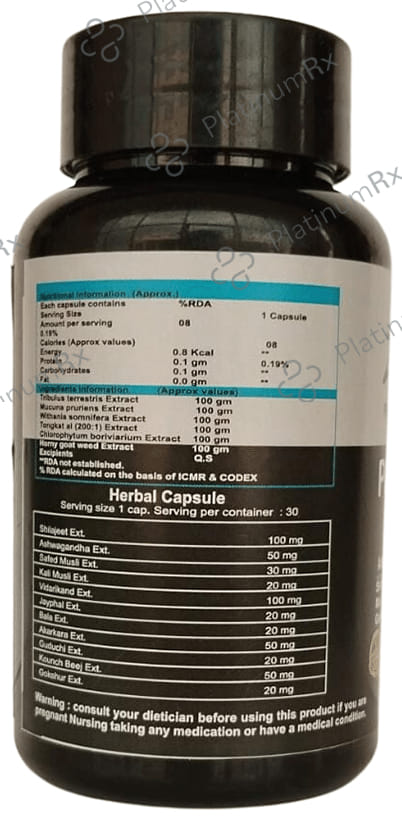 Nutritional Information (Approx.)
Each capsule contains %RDA
Serving Size 1 Capsule
Amount per serving 08
0.19%
Calories (Approx values) 08
Energy 0.8 Kcal --
Protein 0.1 gm 0.19%
Carbohydrates 0.1 gm --
Fat 0.0 gm --
Ingredients Information (Approx values)
Tribulus terrestris Extract 100 gm
Mucuna pruriens Extract 100 gm
Withania somnifera Extract 100 gm
Tongkat al (200:1) Extract 100 gm
Chlorophytum boriviarium Extract 100 gm
Horny goat weed Extract 100 gm
Excipients Q.S
**RDA not established.
% RDA calculated on the basis of ICMR & CODEX
Herbal Capsule
Serving size 1 cap. Serving per container : 30
Shilajeet Ext. 100 mg
Ashwagandha Ext. 50 mg
Safed Musli Ext. 30 mg
Kali Musli Ext. 20 mg
Vidarikand Ext. 100 mg
Jayphal Ext. 20 mg
Bala Ext. 20 mg
Akarkara Ext. 50 mg
Guduchi Ext. 20 mg
Kounch Beej Ext. 50 mg
Gokshur Ext. 20 mg
Warning : consult your dietician before using this product if you are
pregnant Nursing taking any medication or have a medical condition.
PlatinumRx
PlatinumRx
PlatinumRx